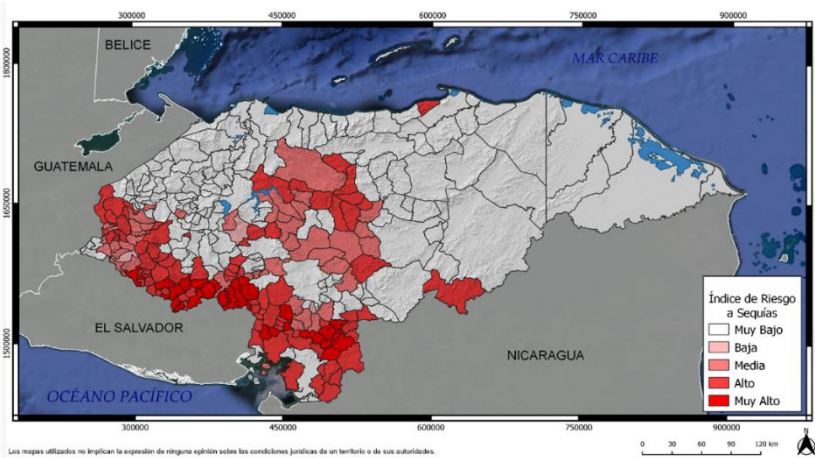 300000 450000 600000 750000 900000
BELICE
MAR CARIBE
1800000
1800000
GUATEMALA
1650000
1650000
EL SALVADOR
NICARAGUA
1500000
1500000
OCÉANO PACÍFICO
Índice de Riesgo
a Sequías
Muy Bajo
Baja
Media
Alto
Muy Alto
300000 450000 600000 750000 900000
Los mapas utilizados no implican la expresión de ninguna opinión sobre las condiciones jurídicas de un territorio o de sus autoridades.
0 30 60 90 120 km
N